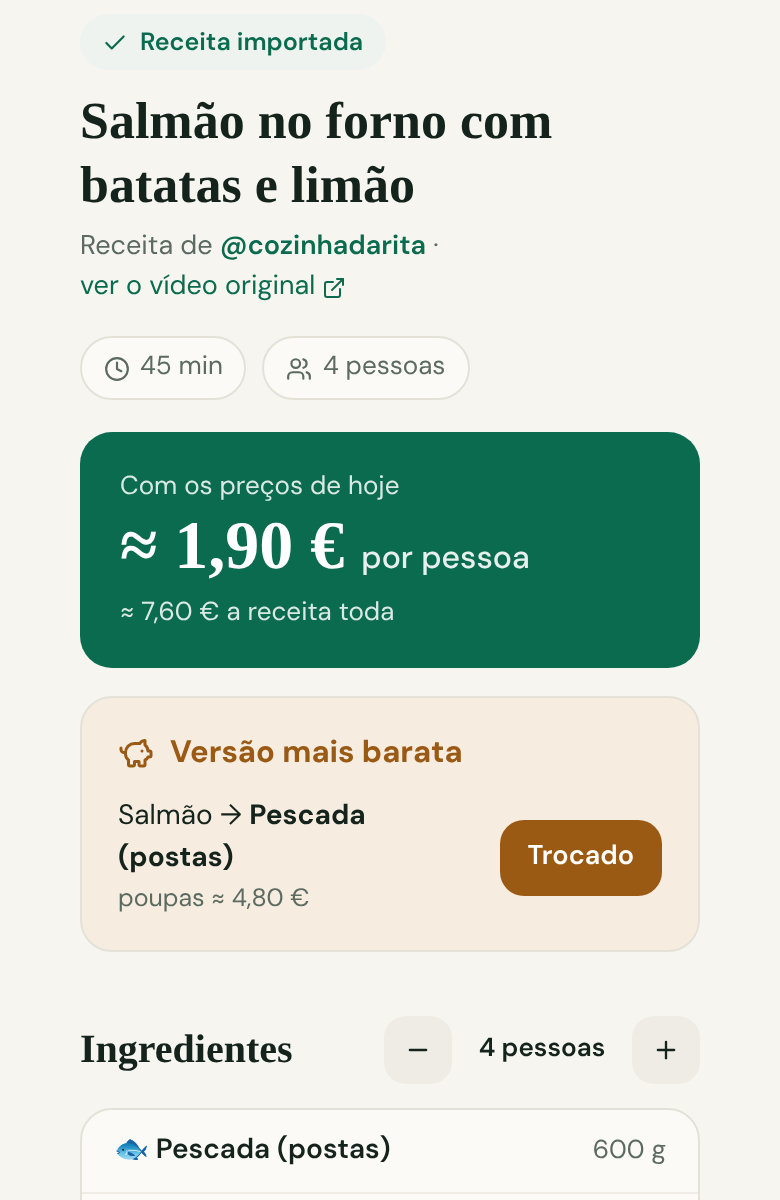 Receita importada
Salmão no forno com
batatas e limão
Receita de @cozinhadarita ·
ver o vídeo original
45 min
4 pessoas
Com os preços de hoje
≈ 1,90 € por pessoa
≈ 7,60 € a receita toda
Versão mais barata
Salmão → Pescada
(postas)
poupas ≈ 4,80 €
Trocado
Ingredientes
− 4 pessoas +
Pescada (postas) 600 g